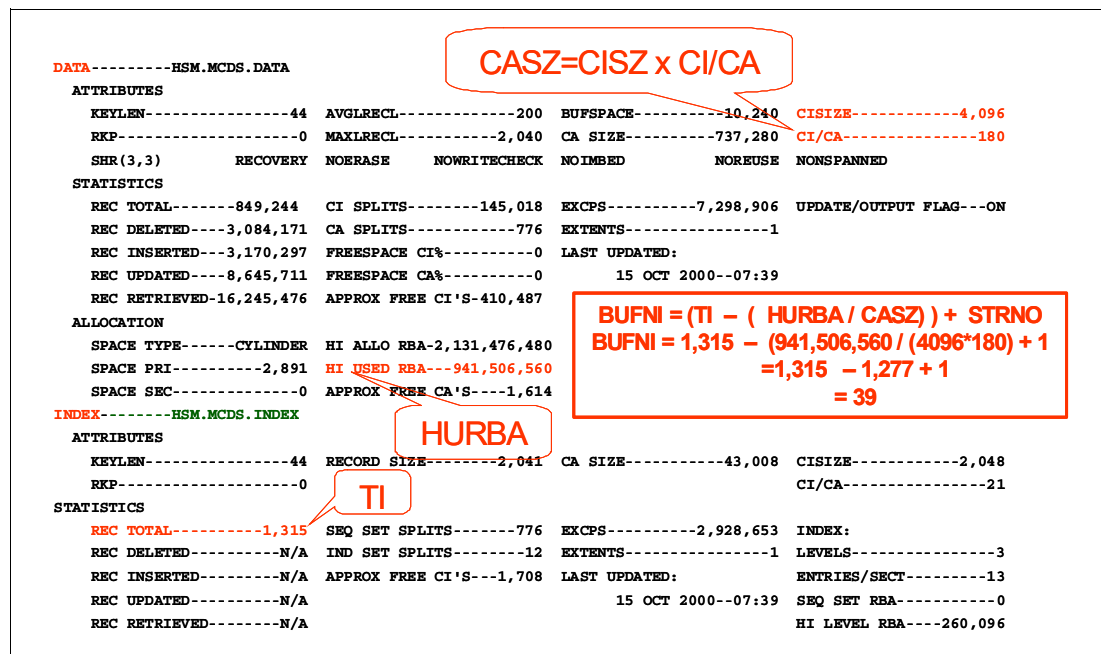 CASZ=CISZ x CI/CA
DATA---------HSM.MCDS.DATA
ATTRIBUTES
KEYLEN----------------44 AVGLRECL-------------200 BUFSPACE----------10,240 CISIZE--------------4,096
RKP--------------------0 MAXLRECL-----------2,040 CA SIZE----------737,280 CI/CA-----------------180
SHR(3,3) RECOVERY NOERASE NOWRITECHECK NOIMBED NOREUSE NONSPANNED
STATISTICS
REC TOTAL-------849,244 CI SPLITS--------145,018 EXCPS----------7,298,906 UPDATE/OUTPUT FLAG---ON
REC DELETED---3,084,171 CA SPLITS------------776 EXTENTS----------------1
REC INSERTED---3,170,297 FREESPACE CI%----------0 LAST UPDATED:
REC UPDATED----8,645,711 FREESPACE CA%----------0 15 OCT 2000--07:39
REC RETRIEVED-16,245,476 APPROX FREE CI'S-410,487
BUFNI = (TI – ( HURBA / CASZ) ) + STRNO
BUFNI = 1,315 – (941,506,560 / (4096*180) + 1
=1,315 – 1,277 + 1
= 39
ALLOCATION
SPACE TYPE------CYLINDER HI ALLO RBA-2,131,476,480
SPACE PRI----------2,891 HI USED RBA---941,506,560
SPACE SEC--------------0 APPROX FREE CA'S----1,614
INDEX--------HSM.MCDS.INDEX
HURBA
ATTRIBUTES
KEYLEN----------------44 RECORD SIZE--------2,041 CA SIZE-----------43,008 CISIZE-------------2,048
RKP--------------------0 CI/CA-----------------21
TI
STATISTICS
REC TOTAL----------1,315 SEQ SET SPLITS-------776 EXCPS----------2,928,653 INDEX:
REC DELETED----------N/A IND SET SPLITS--------12 EXTENTS----------------1 LEVELS-----------------3
REC INSERTED---------N/A APPROX FREE CI'S---1,708 LAST UPDATED: ENTRIES/SECT----------13
REC UPDATED----------N/A 15 OCT 2000--07:39 SEQ SET RBA------------0
REC RETRIEVED--------N/A HI LEVEL RBA----260,096